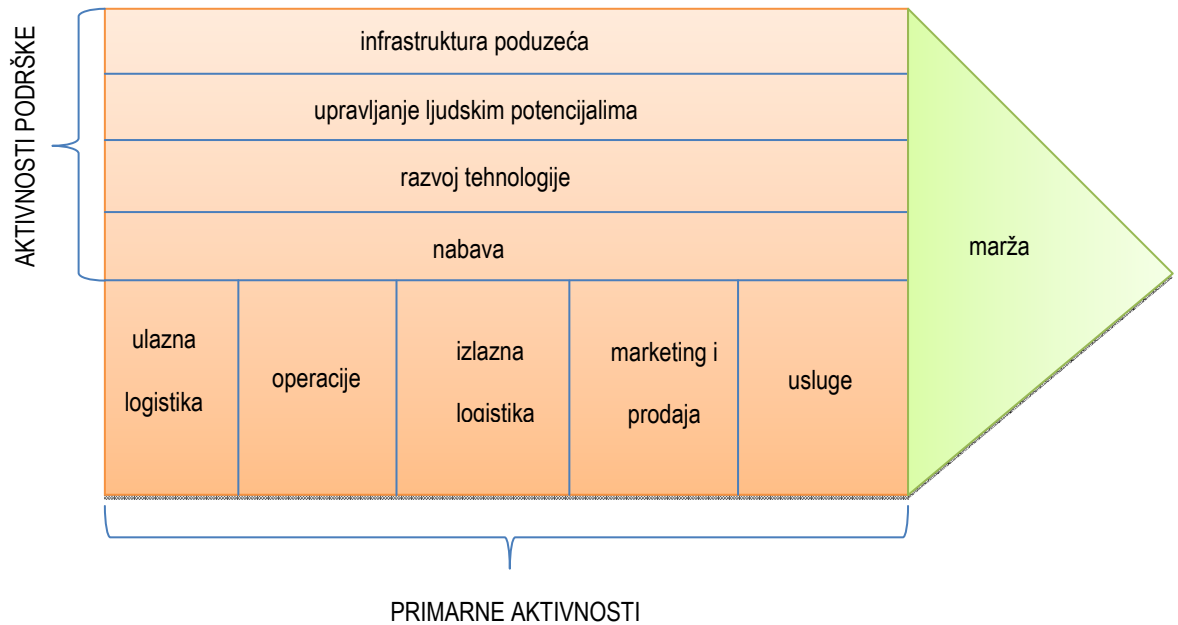 AKTIVNOSTI PODRŠKE
infrastruktura poduzeća
upravljanje ljudskim potencijalima
razvoj tehnologije
nabava
marža
ulazna
logistika
operacije
izlazna
logistika
marketing i
prodaja
usluge
PRIMARNE AKTIVNOSTI